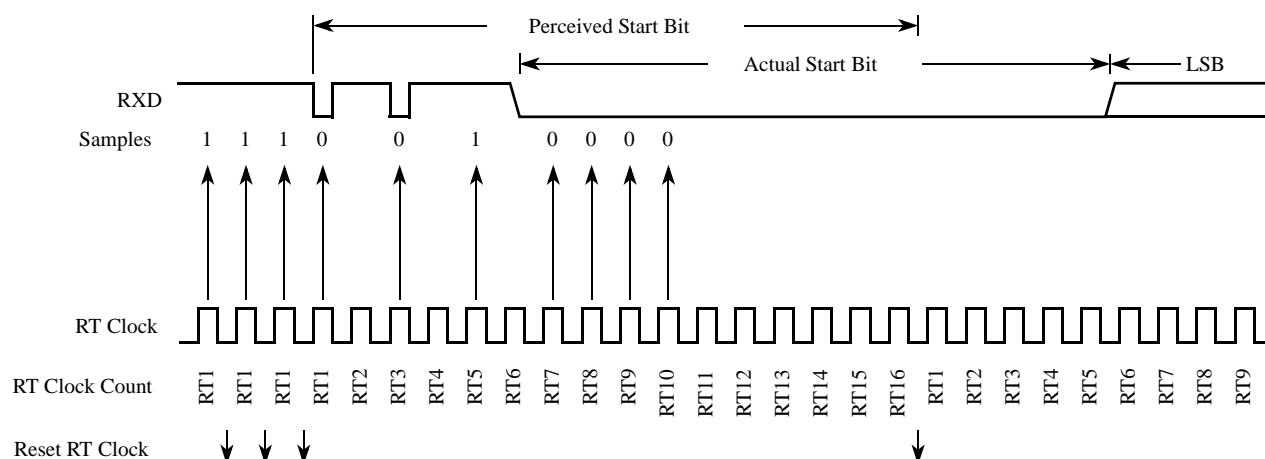 Perceived Start Bit
Actual Start Bit LSB
RXD
Samples 1 1 1 0 0 1 0 0 0 0
RT Clock
RT Clock Count RT1 RT1 RT1 RT1 RT2 RT3 RT4 RT5 RT6 RT7 RT8 RT9 RT10 RT11 RT12 RT13 RT14 RT15 RT16 RT1 RT2 RT3 RT4 RT5 RT6 RT7 RT8 RT9
Reset RT Clock